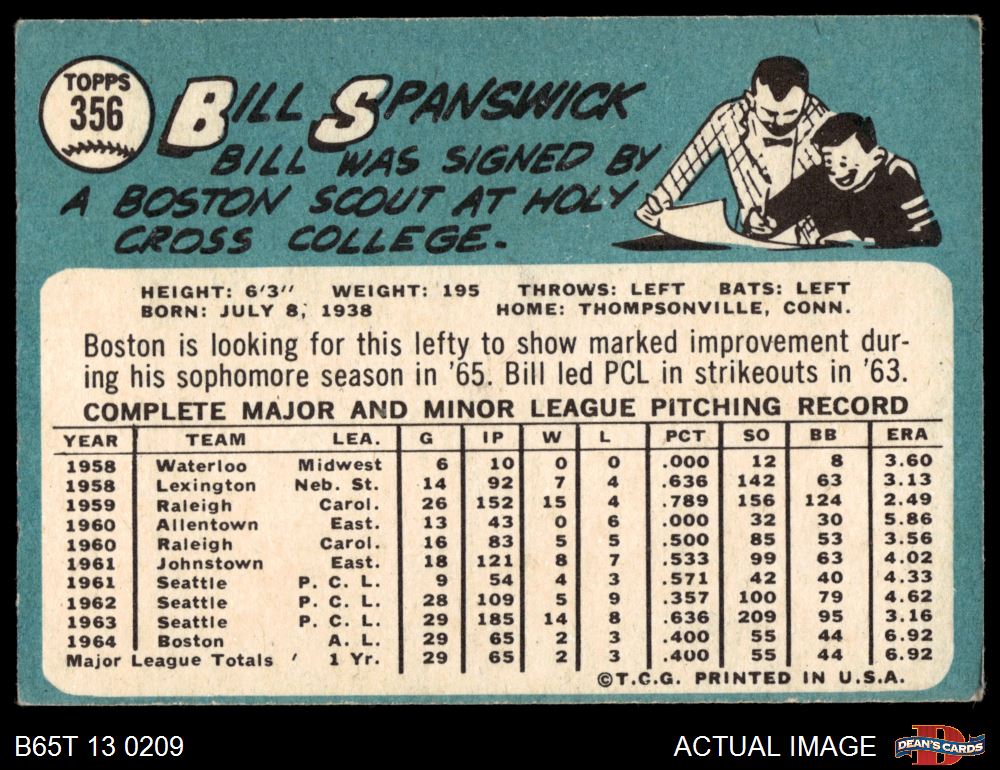 TOPPS
356
BILL SPANSWICK
BILL WAS SIGNED BY
A BOSTON SCOUT AT HOLY
CROSS COLLEGE.
HEIGHT: 6'3" WEIGHT: 195 THROWS: LEFT BATS: LEFT
BORN: JULY 8, 1938 HOME: THOMPSONVILLE, CONN.
Boston is looking for this lefty to show marked improvement dur-
ing his sophomore season in '65. Bill led PCL in strikeouts in '63.
COMPLETE MAJOR AND MINOR LEAGUE PITCHING RECORD
YEAR TEAM LEA. G IP W L PCT SO BB ERA
1958 Waterloo Midwest 6 10 0 0 .000 12 8 3.60
1958 Lexington Neb. St. 14 92 7 4 .636 142 63 3.13
1959 Raleigh Carol. 26 152 15 4 .789 156 124 2.49
1960 Allentown East. 13 43 0 6 .000 32 30 5.86
1960 Raleigh Carol. 16 83 5 5 .500 85 53 3.56
1961 Johnstown East. 18 121 8 7 .533 99 63 4.02
1961 Seattle P. C. L. 9 54 4 3 .571 42 40 4.33
1962 Seattle P. C. L. 28 109 5 9 .357 100 79 4.62
1963 Seattle P. C. L. 29 185 14 8 .636 209 95 3.16
1964 Boston A. L. 29 65 2 3 .400 55 44 6.92
Major League Totals 1 Yr. 29 65 2 3 .400 55 44 6.92
©T.C.G. PRINTED IN U.S.A.
B65T 13 0209 ACTUAL IMAGE DEAN'S CARDS